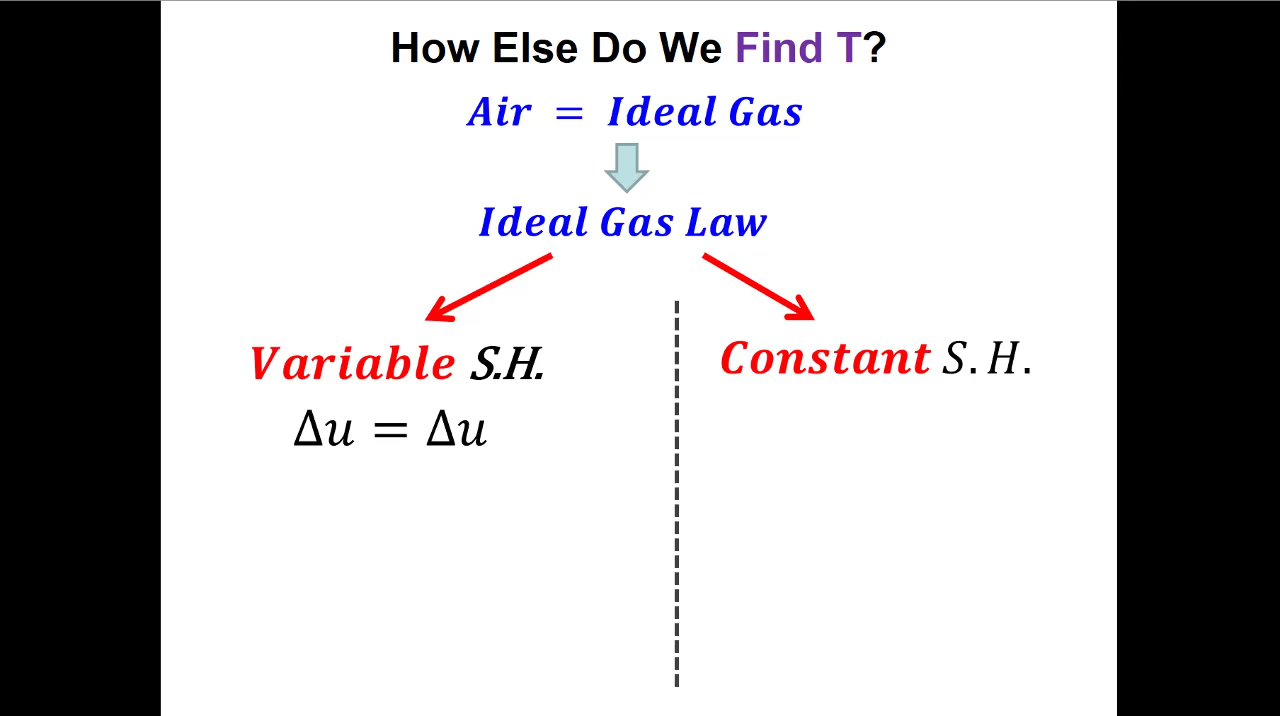 How Else Do We Find T?
Air = Ideal Gas
Ideal Gas Law
Variable S.H.
Δu = Δu
Constant S.H.